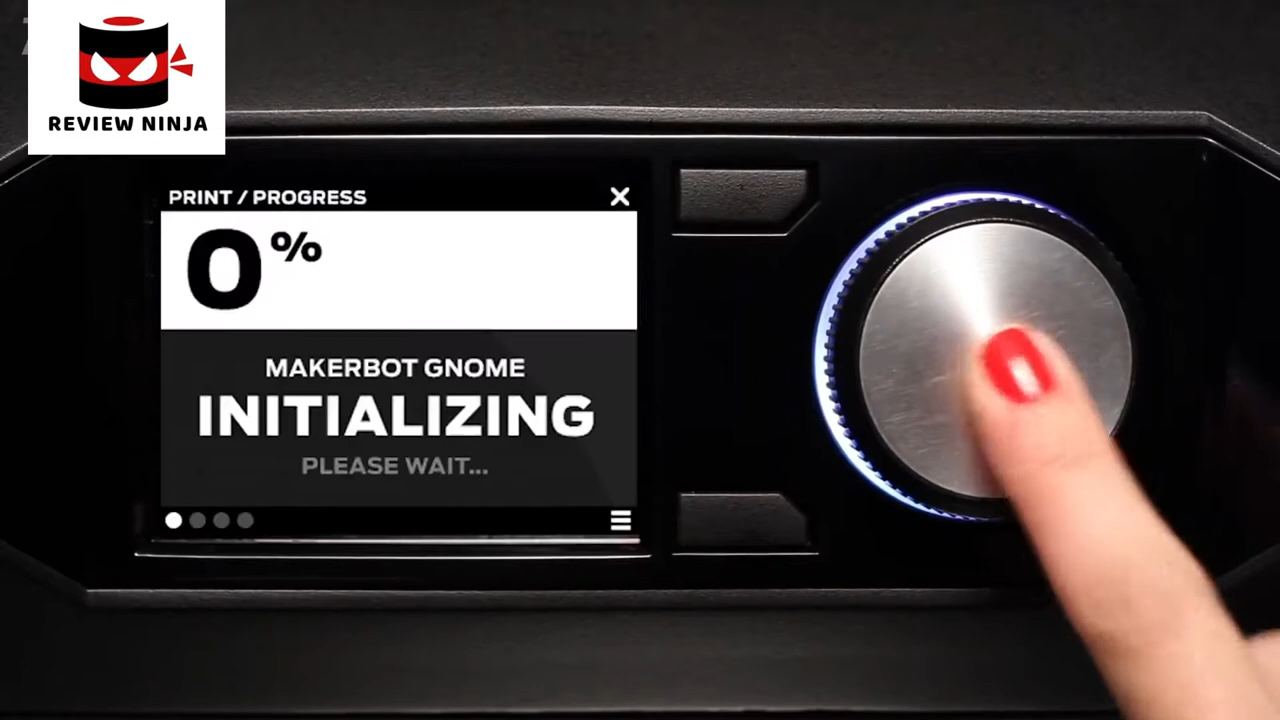 REVIEW NINJA
PRINT / PROGRESS
0%
MAKERBOT GNOME
INITIALIZING
PLEASE WAIT...